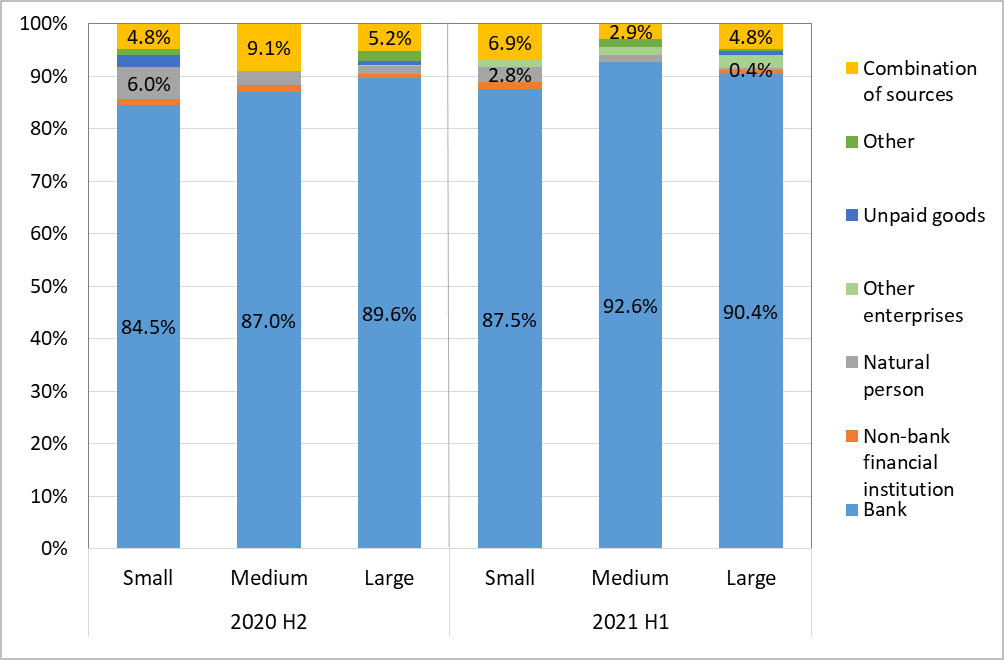 100%
90%
80%
70%
60%
50%
40%
30%
20%
10%
0%
4.8%
6.0%
84.5%
9.1%
87.0%
5.2%
89.6%
6.9%
2.8%
87.5%
2.9%
92.6%
4.8%
0.4%
90.4%
Small
Medium
Large
Small
Medium
Large
2020 H2
2021 H1
Combination
of sources
Other
Unpaid goods
Other
enterprises
Natural
person
Non-bank
financial
institution
Bank